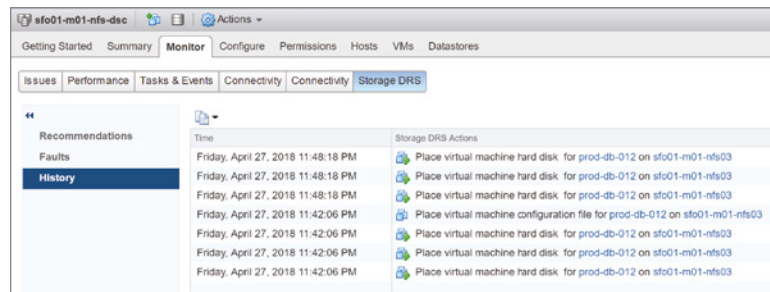 sfo01-m01-nfs-dsc Actions
Getting Started Summary Monitor Configure Permissions Hosts VMs Datastores
Issues Performance Tasks & Events Connectivity Connectivity Storage DRS
Recommendations
Faults
History
Time Storage DRS Actions
Friday, April 27, 2018 11:48:18 PM Place virtual machine hard disk for prod-db-012 on sfo01-m01-nfs03
Friday, April 27, 2018 11:48:18 PM Place virtual machine hard disk for prod-db-012 on sfo01-m01-nfs03
Friday, April 27, 2018 11:48:18 PM Place virtual machine hard disk for prod-db-012 on sfo01-m01-nfs03
Friday, April 27, 2018 11:42:06 PM Place virtual machine configuration file for prod-db-012 on sfo01-m01-nfs03
Friday, April 27, 2018 11:42:06 PM Place virtual machine hard disk for prod-db-012 on sfo01-m01-nfs03
Friday, April 27, 2018 11:42:06 PM Place virtual machine hard disk for prod-db-012 on sfo01-m01-nfs03
Friday, April 27, 2018 11:42:06 PM Place virtual machine hard disk for prod-db-012 on sfo01-m01-nfs03